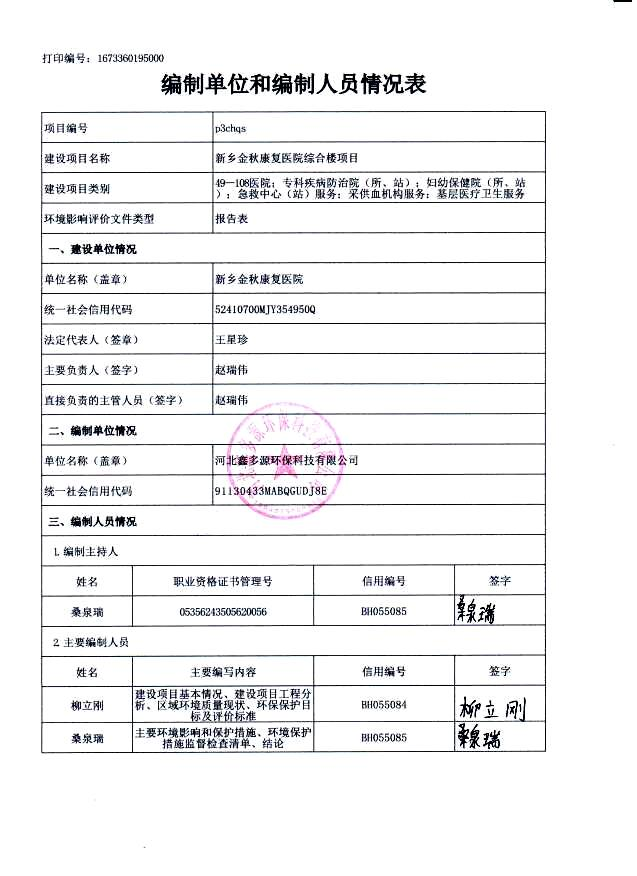 打印编号：1673360195000
编制单位和编制人员情况表
项目编号 p3chqs
建设项目名称 新乡金秋康复医院综合楼项目
建设项目类别 49—108医院；专科疾病防治院（所、站）；妇幼保健院（所、站
）；急救中心（站）服务；采供血机构服务；基层医疗卫生服务
环境影响评价文件类型 报告表
一、建设单位情况
单位名称（盖章） 新乡金秋康复医院
统一社会信用代码 52410700MJY354950Q
法定代表人（签章） 王星珍
主要负责人（签字） 赵瑞伟
直接负责的主管人员（签字） 赵瑞伟
二、编制单位情况
单位名称（盖章） 河北鑫多源环保科技有限公司
统一社会信用代码 91130433MABQGUDJ8E
三、编制人员情况
1.编制主持人
姓名 职业资格证书管理号 信用编号 签字
桑泉瑞 05356243505620056 BH055085 桑泉瑞
2.主要编制人员
姓名 主要编写内容 信用编号 签字
柳立刚 建设项目基本情况、建设项目工程分
析、区域环境质量现状、环保保护目
标及评价标准 BH055084 柳立刚
桑泉瑞 主要环境影响和保护措施、环境保护
措施监督检查清单、结论 BH055085 桑泉瑞